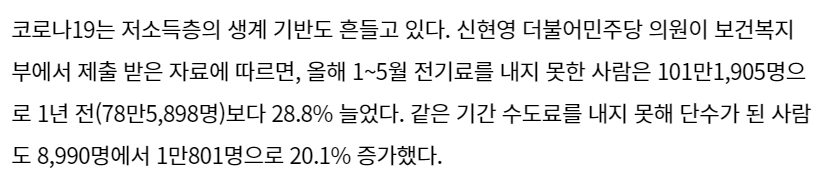 코로나19는 저소득층의 생계 기반도 흔들고 있다. 신현영 더불어민주당 의원이 보건복지
부에서 제출 받은 자료에 따르면, 올해 1~5월 전기료를 내지 못한 사람은 101만1,905명으
로 1년 전(78만5,898명)보다 28.8% 늘었다. 같은 기간 수도료를 내지 못해 단수가 된 사람
도 8,990명에서 1만801명으로 20.1% 증가했다.